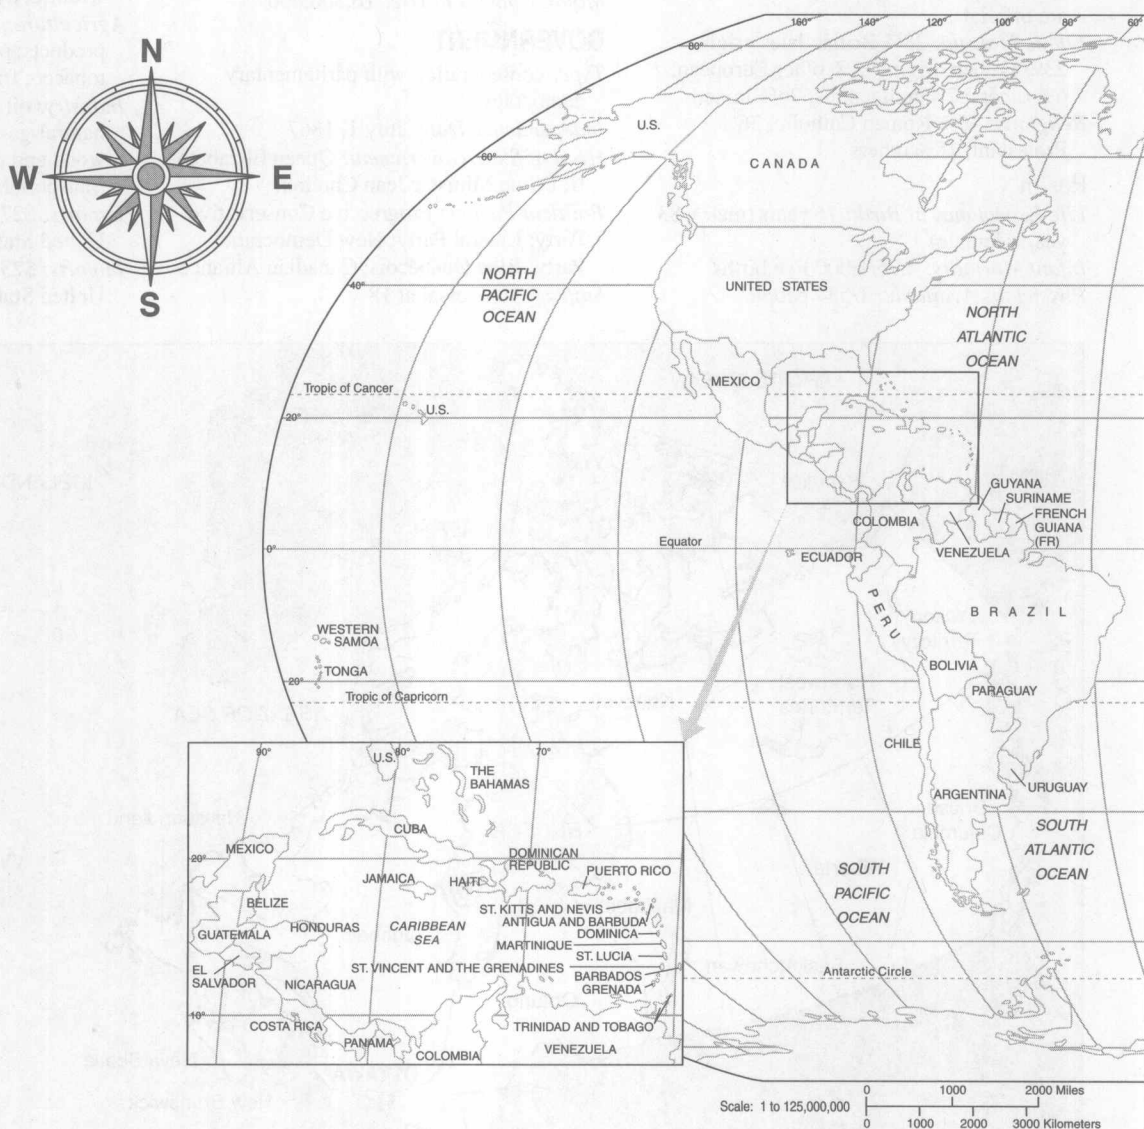 N
W
E
S
160°
140°
120°
100°
80°
60°
80°
U.S.
CANADA
60°
NORTH
PACIFIC
OCEAN
40°
UNITED STATES
NORTH
ATLANTIC
OCEAN
MEXICO
Tropic of Cancer
U.S.
20°
GUYANA
SURINAME
FRENCH
GUIANA
(FR)
COLOMBIA
VENEZUELA
Equator
0°
ECUADOR
PERU
BRAZIL
WESTERN
SAMOA
TONGA
20°
Tropic of Capricorn
BOLIVIA
PARAGUAY
CHILE
ARGENTINA
URUGUAY
SOUTH
ATLANTIC
OCEAN
SOUTH
PACIFIC
OCEAN
Antarctic Circle
90°
80°
70°
U.S.
THE
BAHAMAS
CUBA
MEXICO
20°
DOMINICAN
REPUBLIC
PUERTO RICO
JAMAICA
HAITI
BELIZE
ST. KITTS AND NEVIS
ANTIGUA AND BARBUDA
GUATEMALA
HONDURAS
CARIBBEAN
SEA
DOMINICA
MARTINIQUE
ST. LUCIA
ST. VINCENT AND THE GRENADINES
BARBADOS
GRENADA
EL
SALVADOR
NICARAGUA
10°
COSTA RICA
TRINIDAD AND TOBAGO
PANAMA
COLOMBIA
VENEZUELA
Scale: 1 to 125,000,000
0 1000 2000 Miles
0 1000 2000 3000 Kilometers